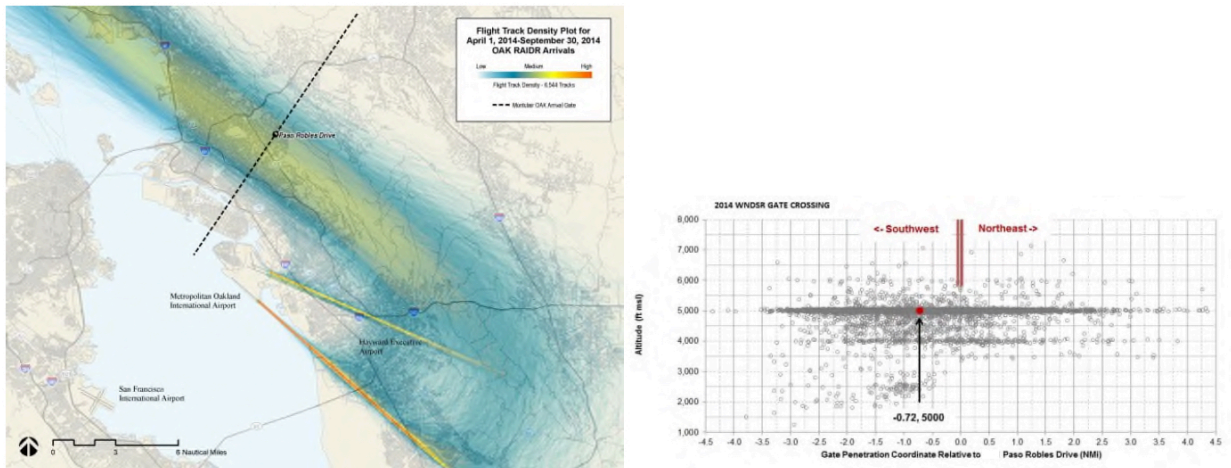 Flight Track Density Plot for
April 1, 2014-September 30, 2014
OAK RAIDR Arrivals
Low Medium High
Flight Track Density - 6,544 Tracks
Montclair OAK Arrival Gate
Paso Robles Drive
Metropolitan Oakland
International Airport
Hayward Executive
Airport
San Francisco
International Airport
0 3 6 Nautical Miles
2014 WNDSR GATE CROSSING
<- Southwest Northeast ->
Altitude (ft msl)
8,000
7,000
6,000
5,000
4,000
3,000
2,000
1,000
-0.72, 5000
-4.5 -4.0 -3.5 -3.0 -2.5 -2.0 -1.5 -1.0 -0.5 0.0 0.5 1.0 1.5 2.0 2.5 3.0 3.5 4.0 4.5
Gate Penetration Coordinate Relative to Paso Robles Drive (NMi)